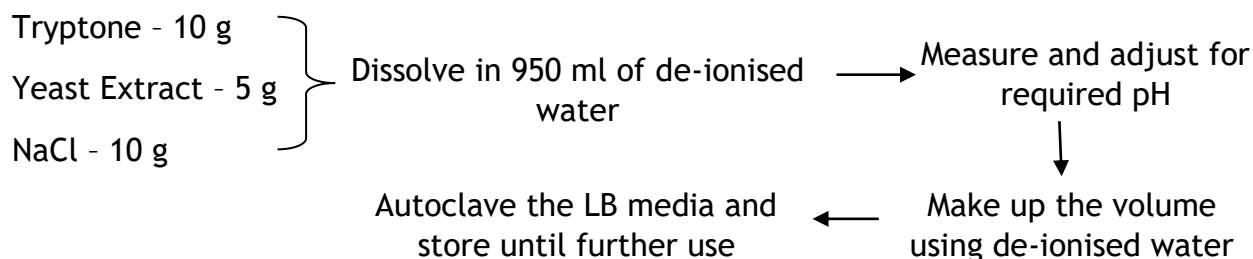 Tryptone – 10 g
Yeast Extract – 5 g
NaCl – 10 g
Dissolve in 950 ml of de-ionised
water
Measure and adjust for
required pH
Make up the volume
using de-ionised water
Autoclave the LB media and
store until further use